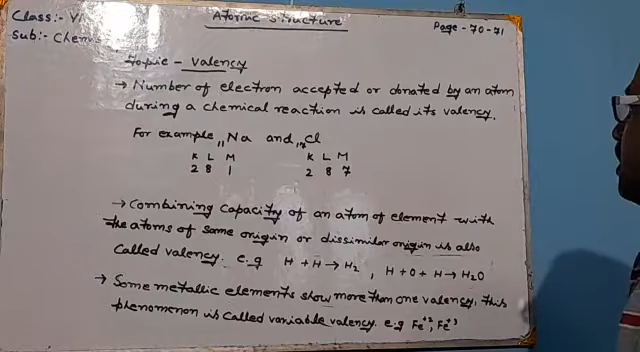 Class:- VI
Atomic structure
Page - 70-71
Sub:- Chem
Topic - Valency
→ Number of electron accepted or donated by an atom
during a chemical reaction is called its valency.
For example, ₁₁Na and ₁₇Cl
K L M K L M
2 8 1 2 8 7
→ Combining capacity of an atom of element with
the atoms of same origin or dissimilar origin is also
called valency. e.g H + H → H₂ , H + O + H → H₂O
→ Some metallic elements show more than one valency, this
phenomenon is called variable valency. e.g Fe⁺², Fe⁺³